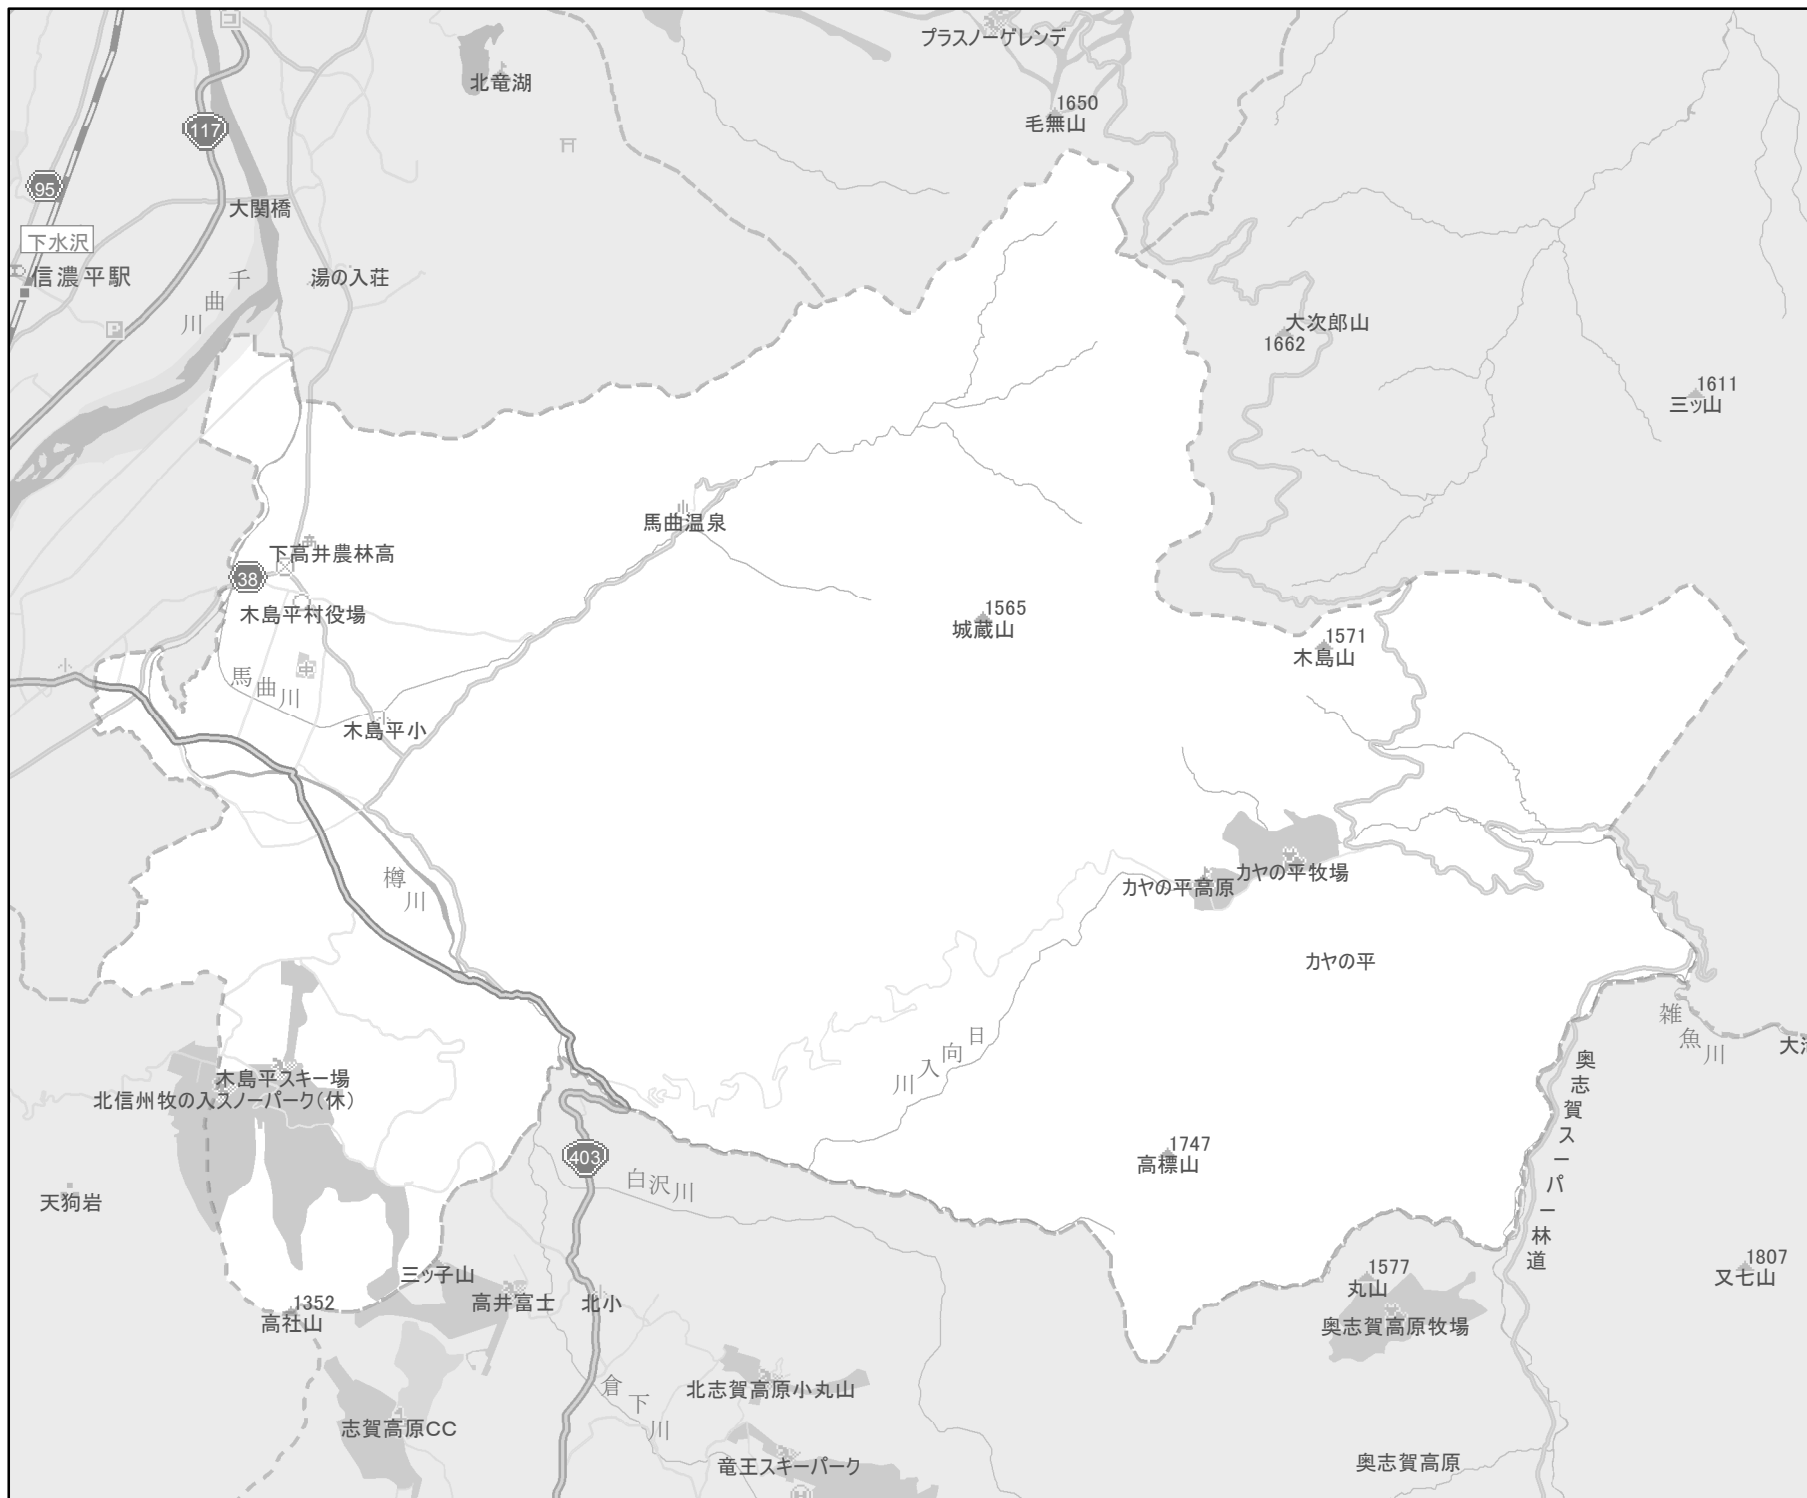 プラスノーゲレンデ
北竜湖
1650
毛無山
117
95
大関橋
下水沢
信濃平駅
湯の入荘
千曲川
P
大次郎山
1662
1611
三ッ山
馬曲温泉
下高井農林高
38
木島平村役場
1565
城蔵山
1571
木島山
小
中
馬曲川
木島平小
樽川
カヤの平牧場
カヤの平高原
カヤの平
雑魚川
日向入川
大沼
木島平スキー場
北信州牧の入スノーパーク(休)
奥志賀スーパー林道
1747
高標山
403
白沢川
天狗岩
三ッ子山
1577
丸山
1807
又七山
高井富士
北小
1352
高社山
奥志賀高原牧場
倉下川
北志賀高原小丸山
志賀高原CC
竜王スキーパーク
奥志賀高原